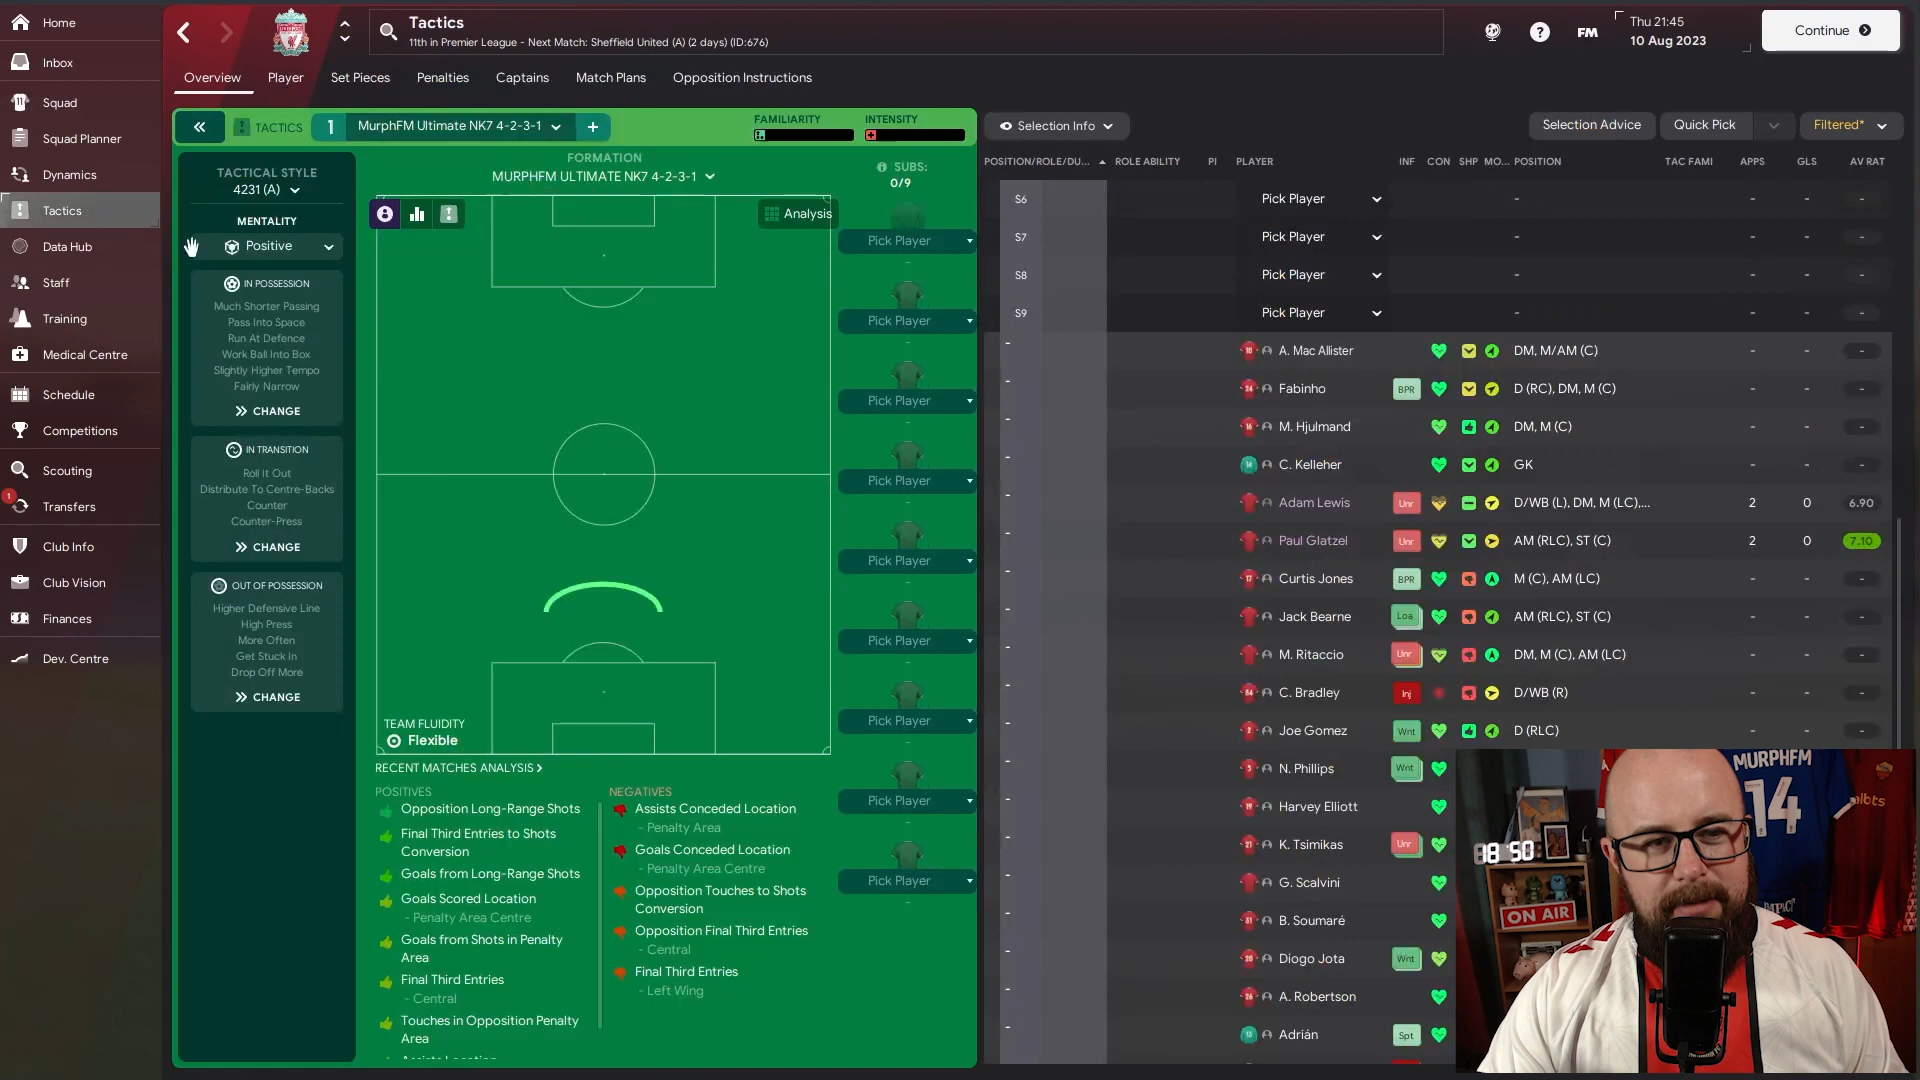 Home
Inbox
Squad
Squad Planner
Dynamics
Tactics
Data Hub
Staff
Training
Medical Centre
Schedule
Competitions
Scouting
1
Transfers
Club Info
Club Vision
Finances
Dev. Centre
Tactics
11th in Premier League - Next Match: Sheffield United (A) (2 days) (ID:676)
FM
Thu 21:45
10 Aug 2023
Continue
Overview Player Set Pieces Penalties Captains Match Plans Opposition Instructions
TACTICS 1 MurphFM Ultimate NK7 4-2-3-1
FAMILIARITY INTENSITY
TACTICAL STYLE
4231 (A)
MENTALITY
Positive
IN POSSESSION
Much Shorter Passing
Pass Into Space
Run At Defence
Work Ball Into Box
Slightly Higher Tempo
Fairly Narrow
CHANGE
IN TRANSITION
Roll It Out
Distribute To Centre-Backs
Counter
Counter-Press
CHANGE
OUT OF POSSESSION
Higher Defensive Line
High Press
More Often
Get Stuck In
Drop Off More
CHANGE
FORMATION
MURPHFM ULTIMATE NK7 4-2-3-1
SUBS:
0/9
Analysis
Pick Player
Pick Player
Pick Player
Pick Player
Pick Player
Pick Player
Pick Player
Pick Player
Pick Player
TEAM FLUIDITY
Flexible
RECENT MATCHES ANALYSIS
POSITIVES
Opposition Long-Range Shots
Final Third Entries to Shots
Conversion
Goals from Long-Range Shots
Goals Scored Location
- Penalty Area Centre
Goals from Shots in Penalty
Area
Final Third Entries
- Central
Touches in Opposition Penalty
Area
NEGATIVES
Assists Conceded Location
- Penalty Area
Goals Conceded Location
- Penalty Area Centre
Opposition Touches to Shots
Conversion
Opposition Final Third Entries
- Central
Final Third Entries
- Left Wing
Selection Info
Selection Advice Quick Pick Filtered*
POSITION/ROLE/DU... ROLE ABILITY PI PLAYER INF CON SHP MO... POSITION TAC FAMI APPS GLS AV RAT
S6 Pick Player - - - -
S7 Pick Player - - - -
S8 Pick Player - - - -
S9 Pick Player - - - -
- A. Mac Allister DM, M/AM (C) - - -
- Fabinho BPR D (RC), DM, M (C) - - -
- M. Hjulmand DM, M (C) - - -
- C. Kelleher GK - - -
- Adam Lewis Unr D/WB (L), DM, M (LC),... 2 0 6.90
- Paul Glatzel Unr AM (RLC), ST (C) 2 0 7.10
- Curtis Jones BPR M (C), AM (LC) - - -
- Jack Bearne Loa AM (RLC), ST (C) - - -
- M. Ritaccio Unr DM, M (C), AM (LC) - - -
- C. Bradley Inj D/WB (R) - - -
- Joe Gomez Wnt D (RLC) - - -
- N. Phillips Wnt
- Harvey Elliott
- K. Tsimikas Unr
- G. Scalvini
- B. Soumaré
- Diogo Jota Wnt
- A. Robertson
- Adrián Spt
MURPHFM
14
18 50
ON AIR